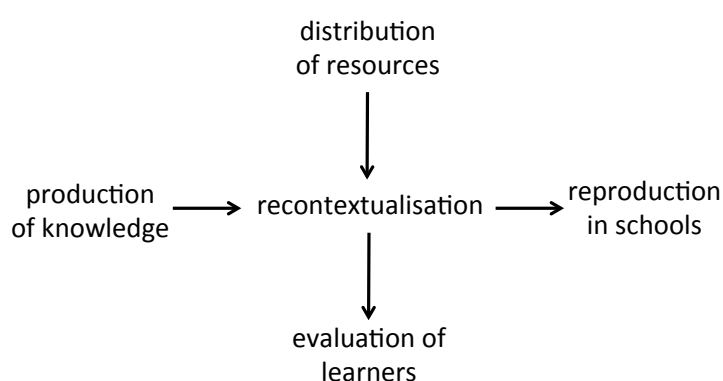 distribution
of resources
production
of knowledge
recontextualisation
reproduction
in schools
evaluation of
learners